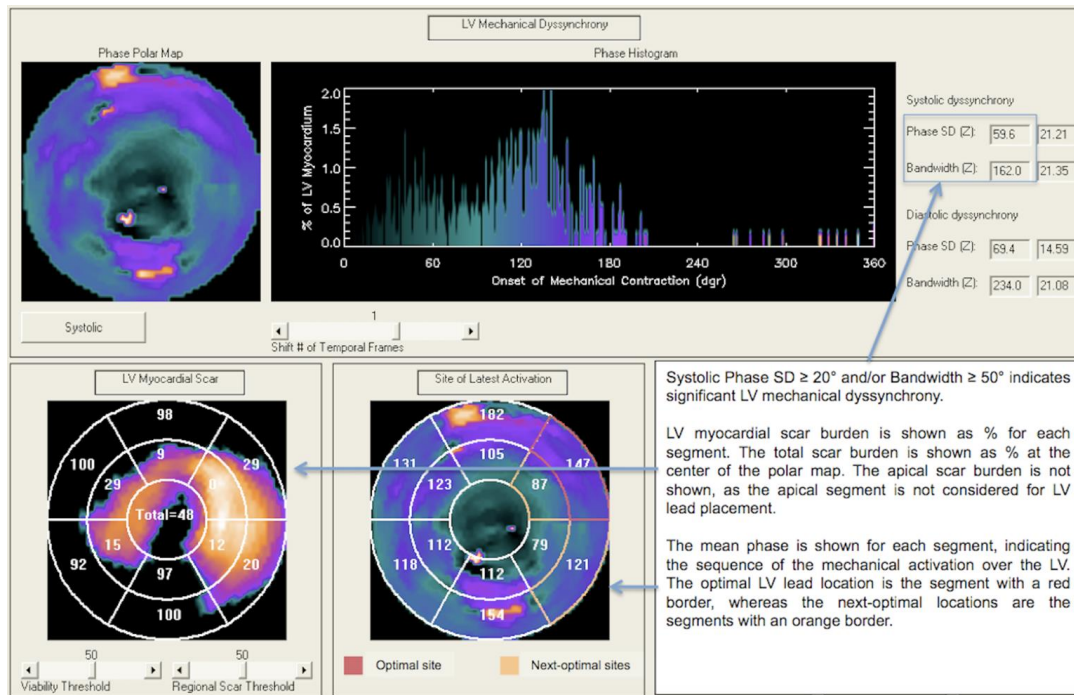 LV Mechanical Dyssynchrony
Phase Polar Map
Phase Histogram
% of LV Myocardium
2.0
1.5
1.0
0.5
0.0
0 60 120 180 240 300 360
Onset of Mechanical Contraction (dgr)
Systolic dyssynchrony
Phase SD (Z): 59.6 21.21
Bandwidth (Z): 162.0 21.35
Diastolic dyssynchrony
Phase SD (Z): 69.4 14.59
Bandwidth (Z): 234.0 21.08
Systolic
1
Shift # of Temporal Frames
LV Myocardial Scar
98
100 9 29
29 0
Total=48
15 12
92 20
97
100
50 50
Viability Threshold Regional Scar Threshold
Site of Latest Activation
182
131 105 147
123 87
112 79
118 121
112
154
Optimal site Next-optimal sites
Systolic Phase SD ≥ 20° and/or Bandwidth ≥ 50° indicates
significant LV mechanical dyssynchrony.
LV myocardial scar burden is shown as % for each
segment. The total scar burden is shown as % at the
center of the polar map. The apical scar burden is not
shown, as the apical segment is not considered for LV
lead placement.
The mean phase is shown for each segment, indicating
the sequence of the mechanical activation over the LV.
The optimal LV lead location is the segment with a red
border, whereas the next-optimal locations are the
segments with an orange border.